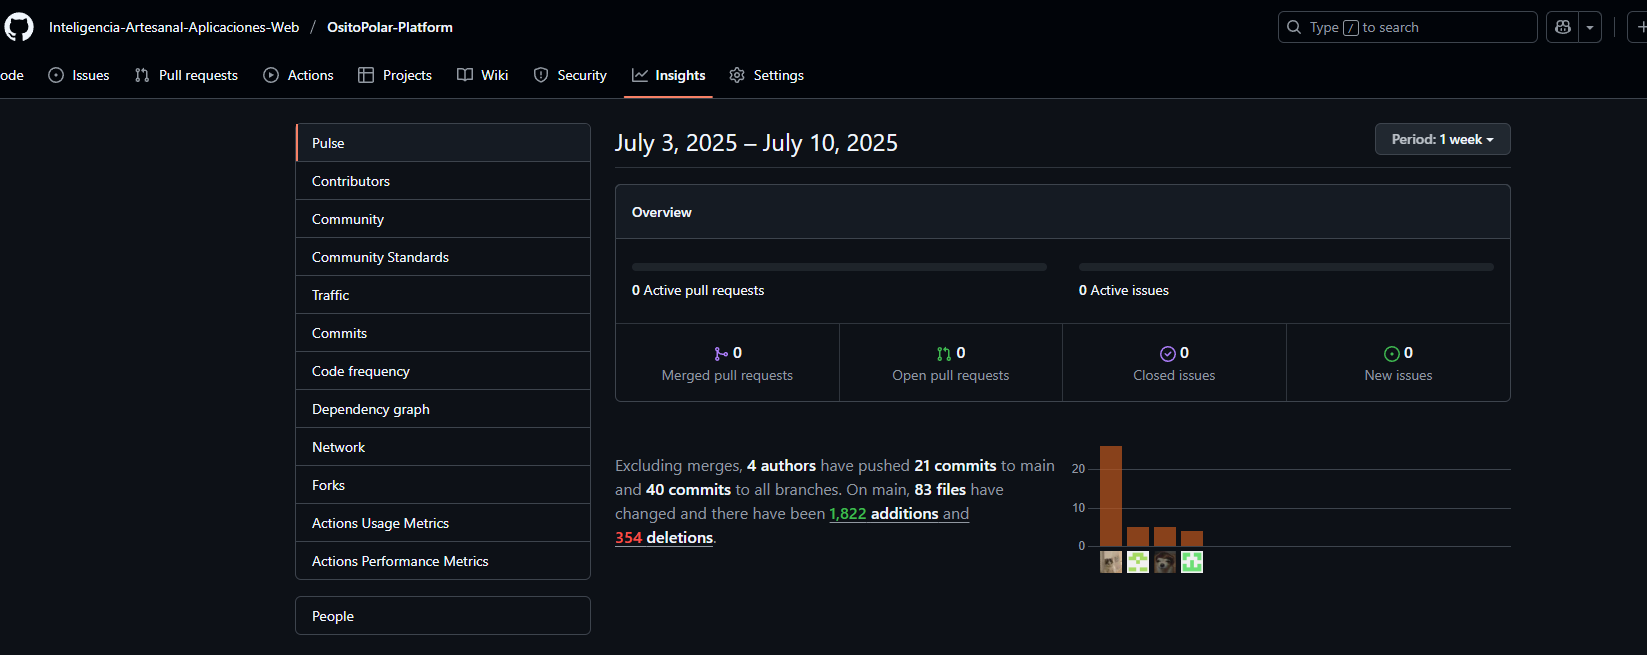 Inteligencia-Artesanal-Aplicaciones-Web / OsitoPolar-Platform
Type / to search
ode
Issues
Pull requests
Actions
Projects
Wiki
Security
Insights
Settings
Pulse
Contributors
Community
Community Standards
Traffic
Commits
Code frequency
Dependency graph
Network
Forks
Actions Usage Metrics
Actions Performance Metrics
People
July 3, 2025 – July 10, 2025
Period: 1 week
Overview
0 Active pull requests
0 Active issues
0
Merged pull requests
0
Open pull requests
0
Closed issues
0
New issues
Excluding merges, 4 authors have pushed 21 commits to main
and 40 commits to all branches. On main, 83 files have
changed and there have been 1,822 additions and
354 deletions.
20
10
0